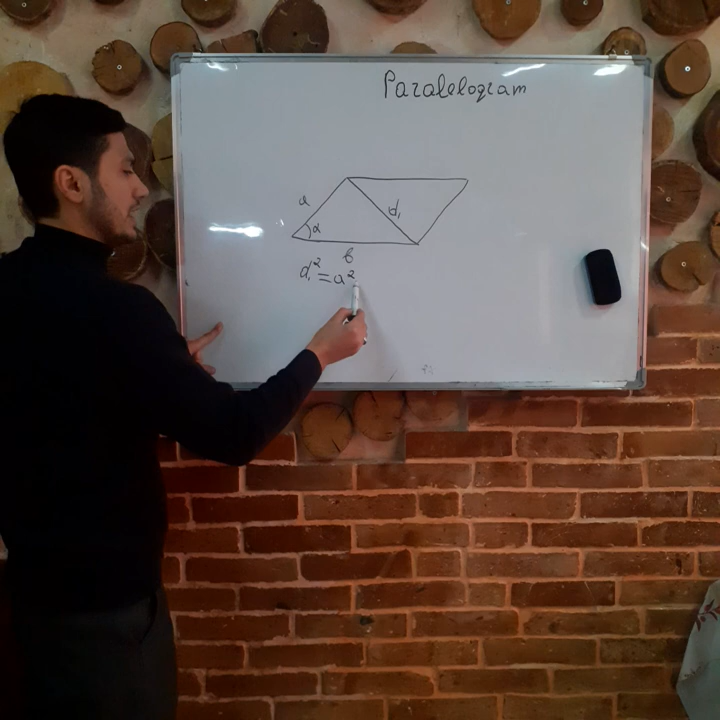 Paralelogram
a
d₁
α
b
d₁² = a²